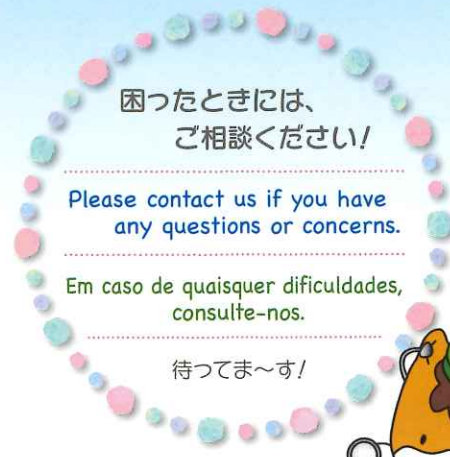 困ったときには、
ご相談ください!
Please contact us if you have
any questions or concerns.
Em caso de quaisquer dificuldades,
consulte-nos.
待ってま～す!